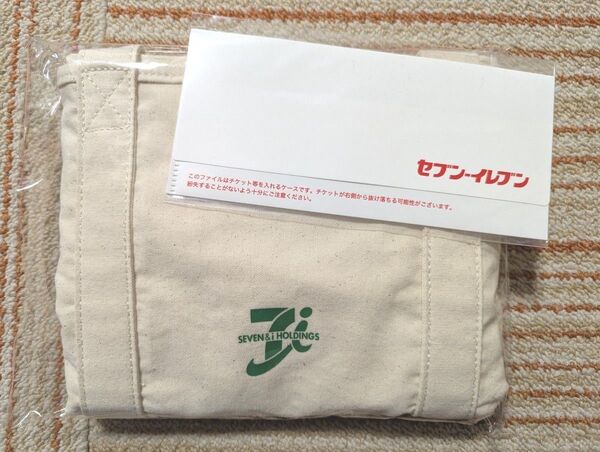 セブン-イレブン
このファイルはチケット等を入れるケースです。チケットが右側から抜け落ちる可能性がございます。
紛失することがないよう十分にご注意ください。
7i
SEVEN & i HOLDINGS